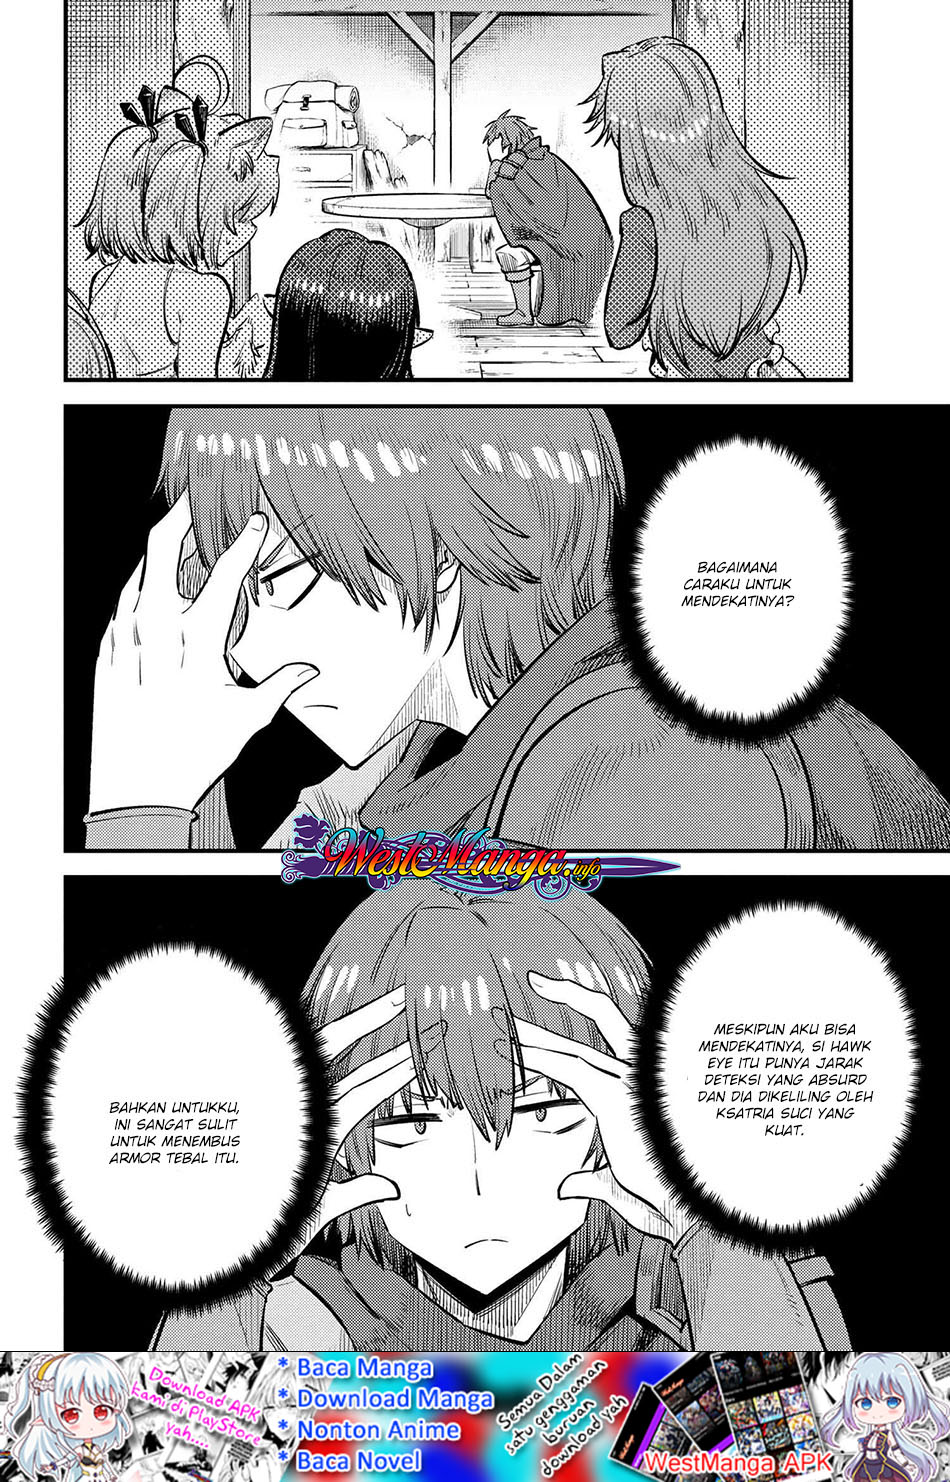 BAGAIMANA
CARAKU UNTUK
MENDEKATINYA?
WestManga.info
MESKIPUN AKU BISA
MENDEKATINYA, SI HAWK
EYE ITU PUNYA JARAK
DETEKSI YANG ABSURD
DAN DIA DIKELILING OLEH
KSATRIA SUCI YANG
KUAT.
BAHKAN UNTUKKU,
INI SANGAT SULIT
UNTUK MENEMBUS
ARMOR TEBAL ITU.
Download APK
kami di PlayStore
yah....
* Baca Manga
* Download Manga
* Nonton Anime
* Baca Novel
Semua Dalam
satu genggaman
buruan
download yah
WestManga APK